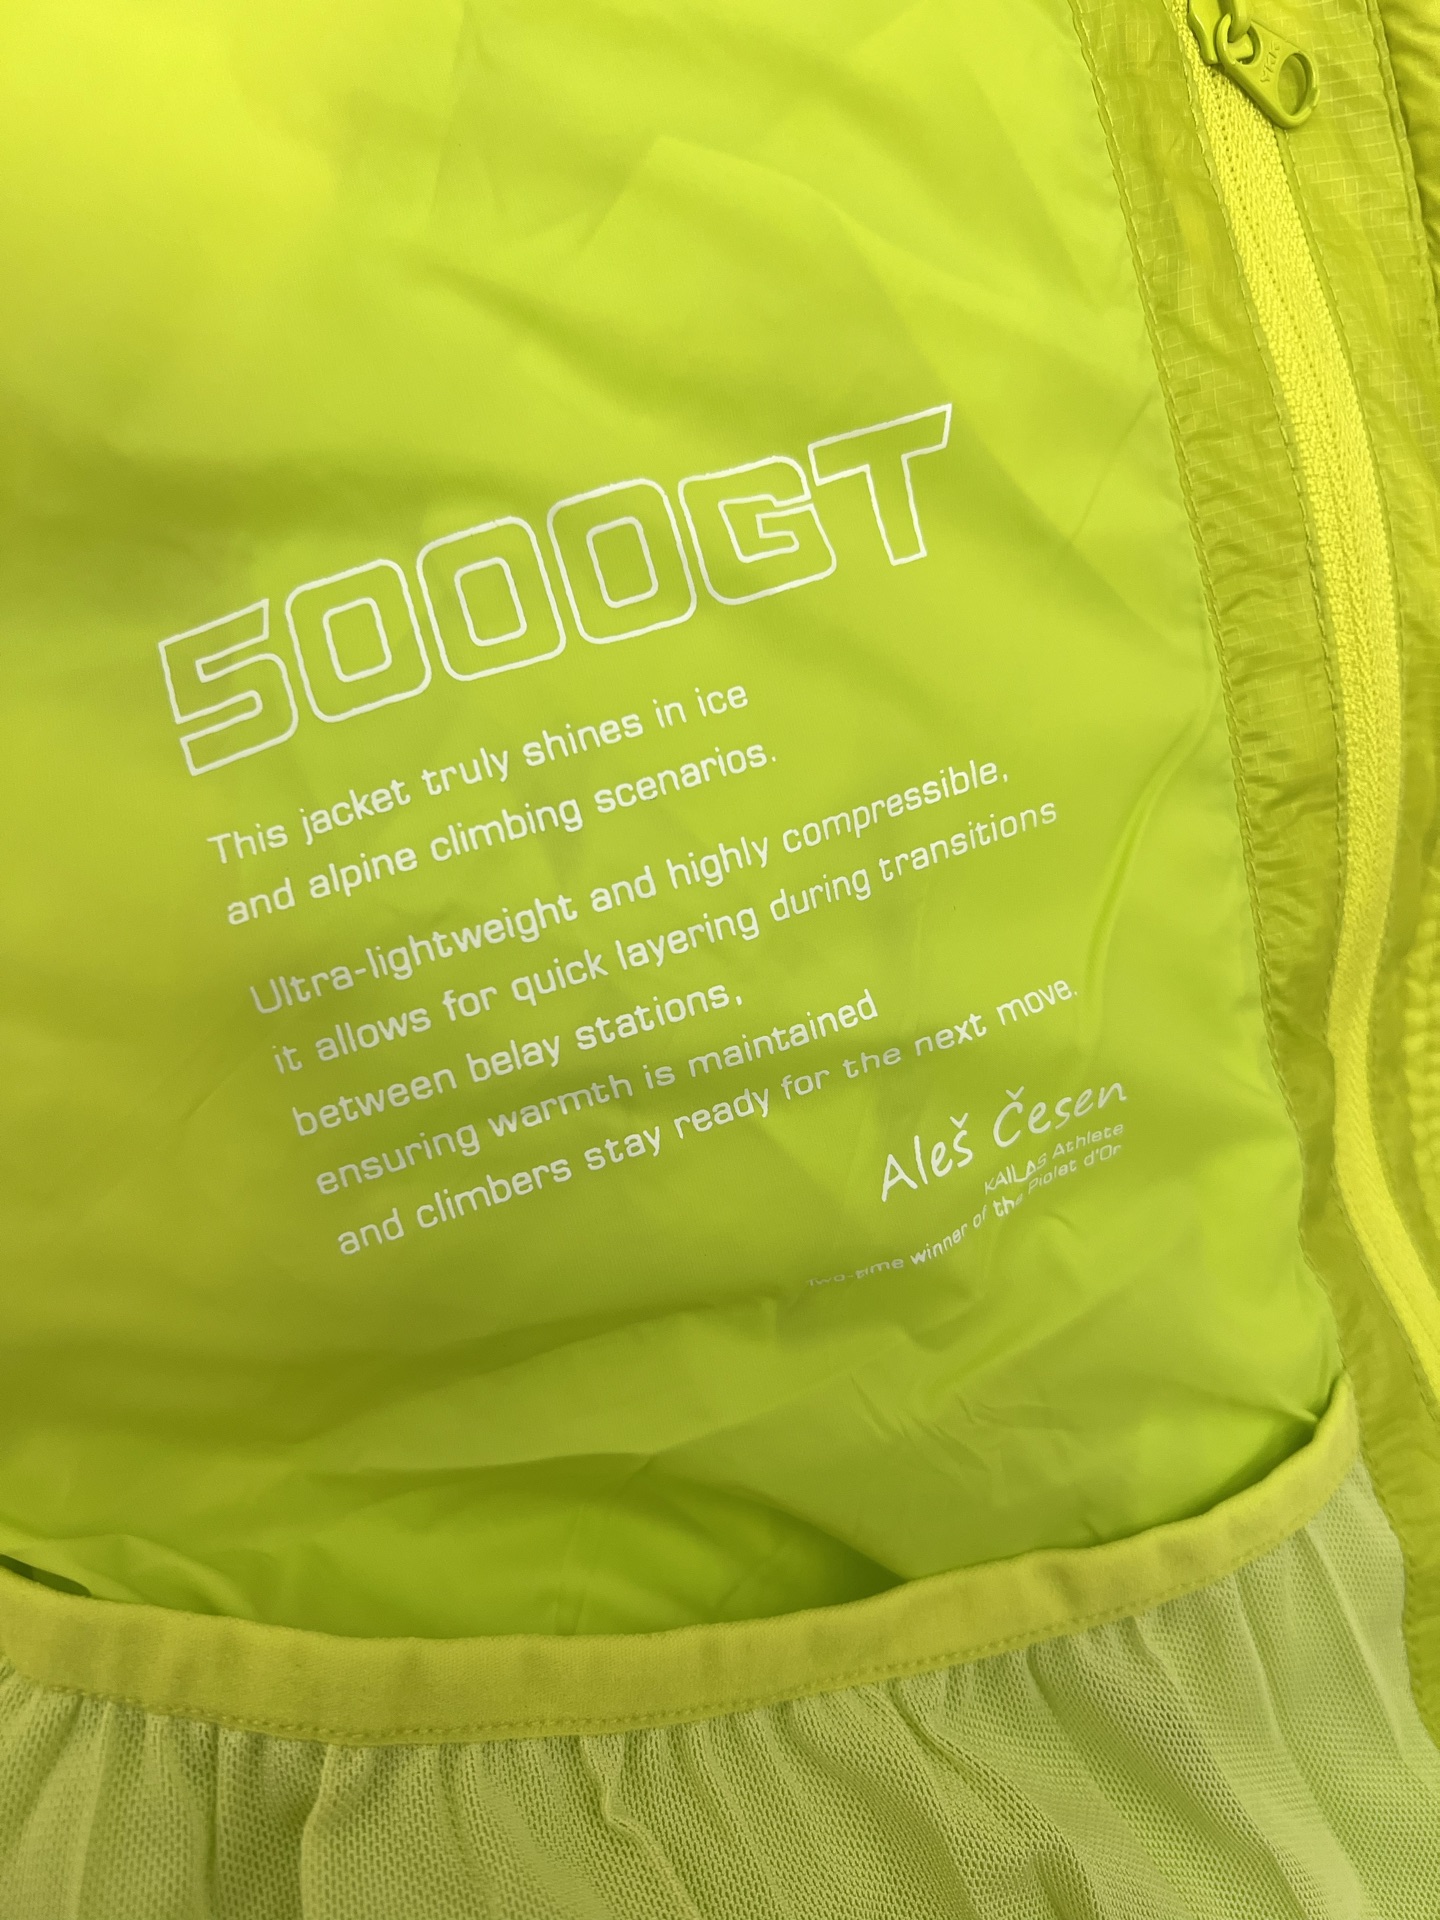 YKK
5000GT
This jacket truly shines in ice
and alpine climbing scenarios.
Ultra-lightweight and highly compressible,
it allows for quick layering during transitions
between belay stations,
ensuring warmth is maintained
and climbers stay ready for the next move.
Aleš Česen
KAILAS Athlete
Two-time winner of the Piolet d'Or